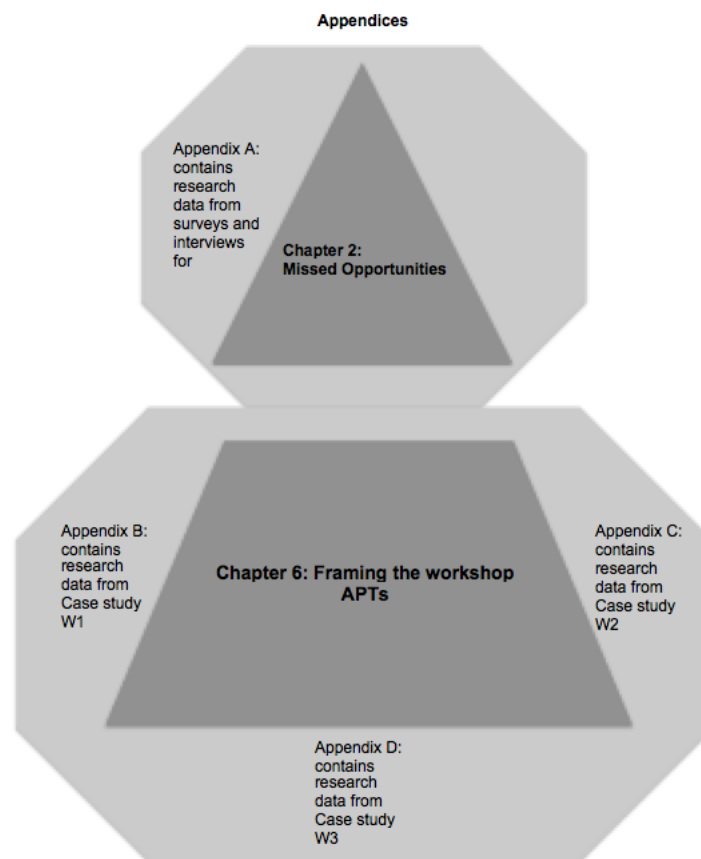 Appendices
Appendix A:
contains
research
data from
surveys and
interviews
for
Chapter 2:
Missed Opportunities
Appendix B:
contains
research
data from
Case study
W1
Chapter 6: Framing the workshop
APTs
Appendix C:
contains
research
data from
Case study
W2
Appendix D:
contains
research
data from
Case study
W3